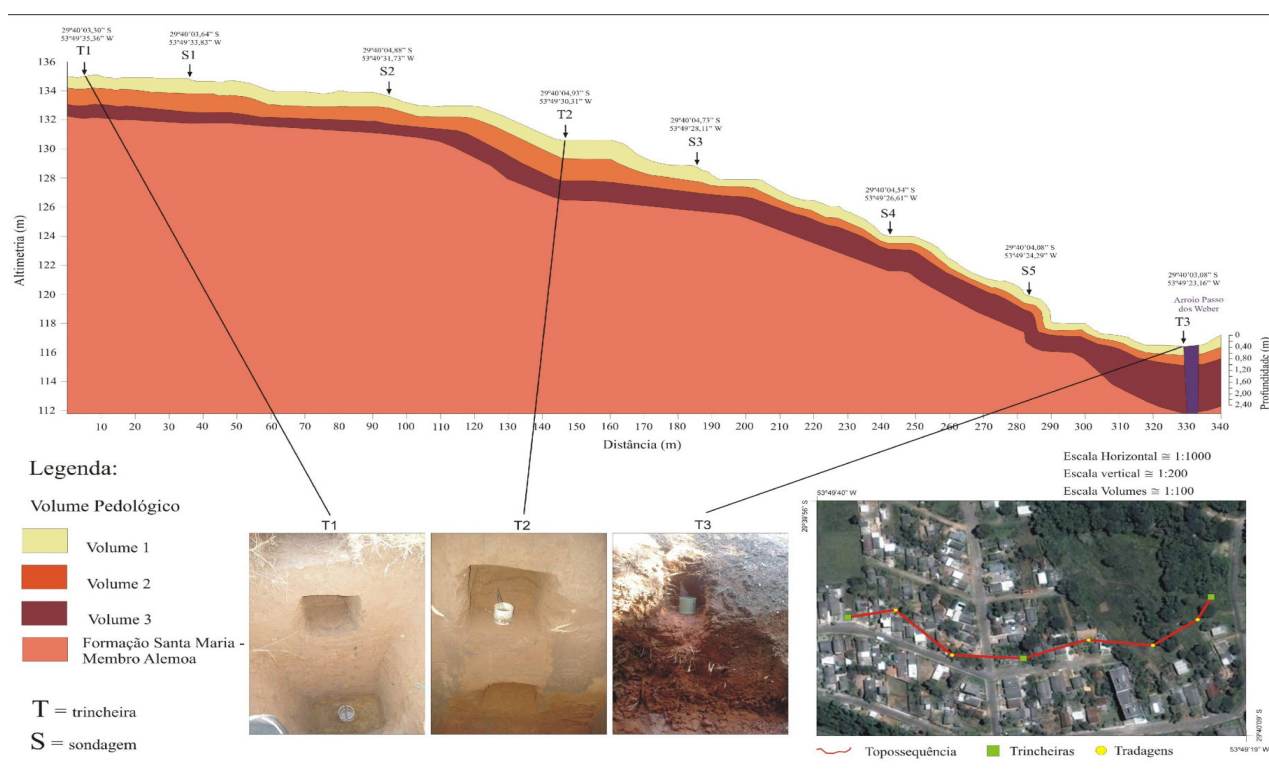 29°40’03,30” S
53°49’35,36” W
T1
29°40’03,64” S
53°49’33,83” W
S1
29°40’04,88” S
53°49’31,73” W
S2
29°40’04,93” S
53°49’30,31” W
T2
29°40’04,73” S
53°49’28,11” W
S3
29°40’04,54” S
53°49’26,61” W
S4
29°40’04,08” S
53°49’24,29” W
S5
29°40’03,08” S
53°49’23,16” W
Arroio Passo
dos Weber
T3
Altimetria (m)
136
134
132
130
128
126
124
122
120
118
116
114
112
0
0,40
0,80
1,20
1,60
2,00
2,40
Profundidade (m)
10 20 30 40 50 60 70 80 90 100 110 120 130 140 150 160 170 180 190 200 210 220 230 240 250 260 270 280 290 300 310 320 330 340
Distância (m)
Escala Horizontal ≅ 1:1000
Escala vertical ≅ 1:200
Escala Volumes ≅ 1:100
Legenda:
Volume Pedológico
Volume 1
Volume 2
Volume 3
Formação Santa Maria -
Membro Alemoa
T = trincheira
S = sondagem
T1
T2
T3
53°49’40” W
29°39’56” S
29°40’09” S
53°49’19” W
Topossequência
Trincheiras
Tradagens